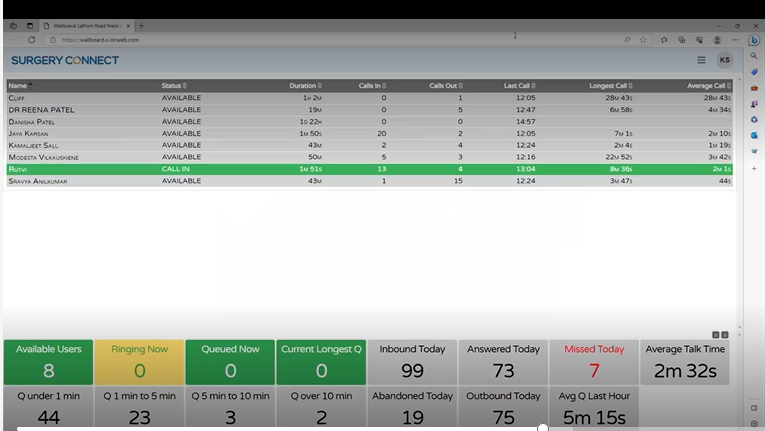 Wallboard: Lathom Road Medical
https://wallboard.x-onweb.com
SURGERY CONNECT KS
Name Status Duration Calls In Calls Out Last Call Longest Call Average Call
Cliff AVAILABLE 1h 2m 0 1 12:05 28m 43s 28m 43s
DR REENA PATEL AVAILABLE 19m 0 5 12:47 6m 58s 4m 34s
Danisha Patel AVAILABLE 1d 22h 0 0 14:57
Jaya Karsan AVAILABLE 1m 50s 20 2 12:05 7m 1s 2m 10s
Kamaljeet Sall AVAILABLE 43m 2 4 12:24 2m 4s 1m 19s
Modesta Vilkauskiene AVAILABLE 50m 5 3 12:16 22m 52s 3m 42s
Rutvi CALL IN 1m 51s 13 4 13:04 8m 36s 2m 1s
Sravya Anilkumar AVAILABLE 43m 1 15 12:24 3m 47s 44s
Available Users Ringing Now Queued Now Current Longest Q Inbound Today Answered Today Missed Today Average Talk Time
8 0 0 0 99 73 7 2m 32s
Q under 1 min Q 1 min to 5 min Q 5 min to 10 min Q over 10 min Abandoned Today Outbound Today Avg Q Last Hour
44 23 3 2 19 75 5m 15s